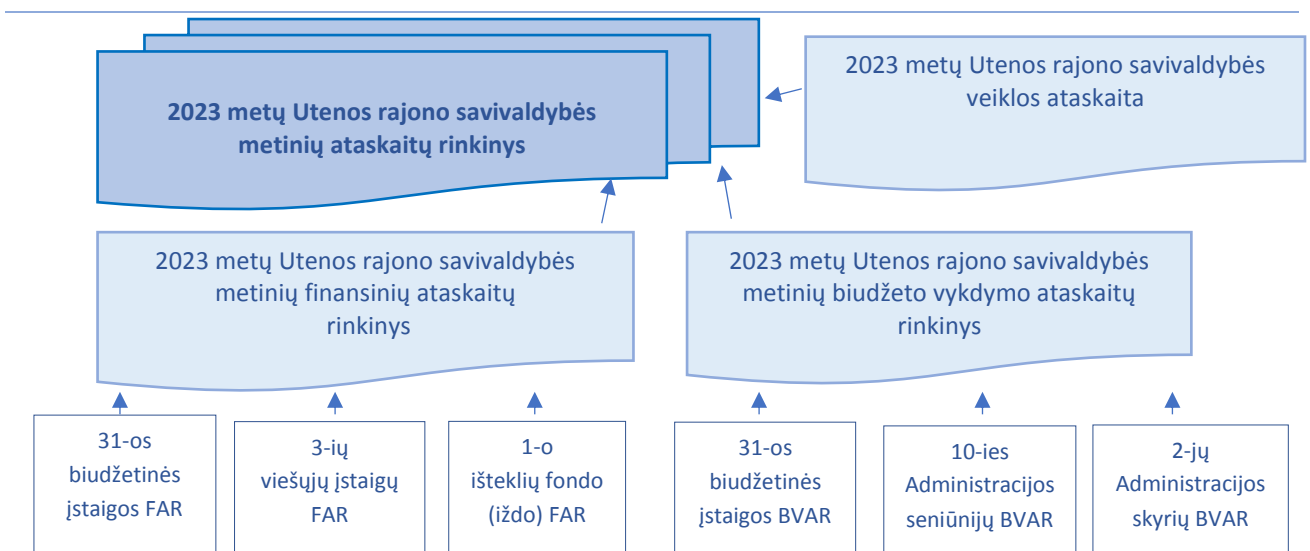 2023 metų Utenos rajono savivaldybės
metinių ataskaitų rinkinys
2023 metų Utenos rajono savivaldybės
veiklos ataskaita
2023 metų Utenos rajono savivaldybės
metinių finansinių ataskaitų
rinkinys
2023 metų Utenos rajono savivaldybės
metinių biudžeto vykdymo ataskaitų
rinkinys
31-os
biudžetinės
įstaigos FAR
3-ių
viešųjų įstaigų
FAR
1-o
išteklių fondo
(iždo) FAR
31-os
biudžetinės
įstaigos BVAR
10-ies
Administracijos
seniūnijų BVAR
2-jų
Administracijos
skyrių BVAR